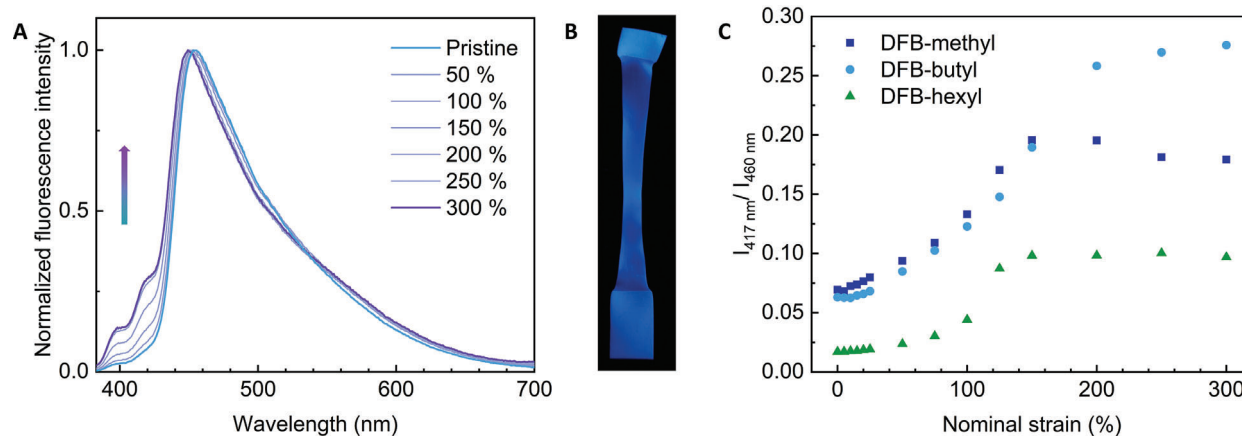 A
Normalized fluorescence intensity
1.0
0.5
0.0
400
500
600
700
Wavelength (nm)
Pristine
50 %
100 %
150 %
200 %
250 %
300 %
B
C
I417 nm/ I460 nm
0.30
0.25
0.20
0.15
0.10
0.05
0.00
0
100
200
300
Nominal strain (%)
DFB-methyl
DFB-butyl
DFB-hexyl